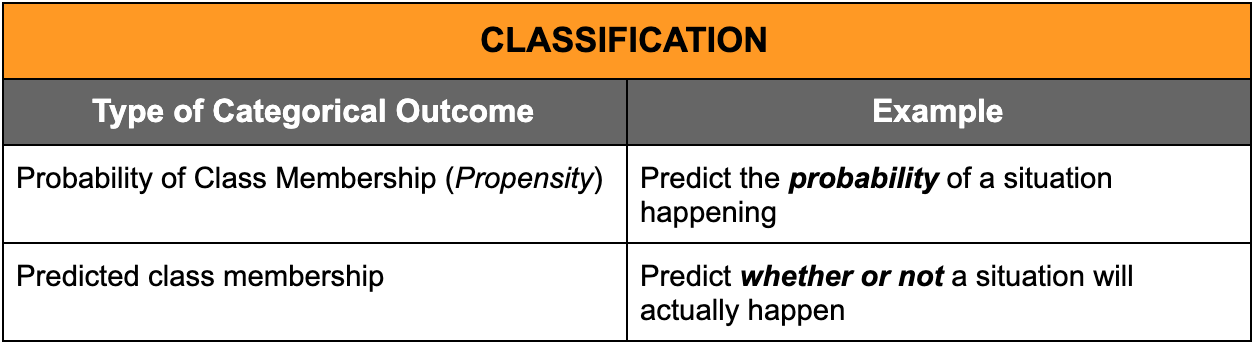 CLASSIFICATION
Type of Categorical Outcome
Example
Probability of Class Membership (Propensity)
Predict the probability of a situation
happening
Predicted class membership
Predict whether or not a situation will
actually happen